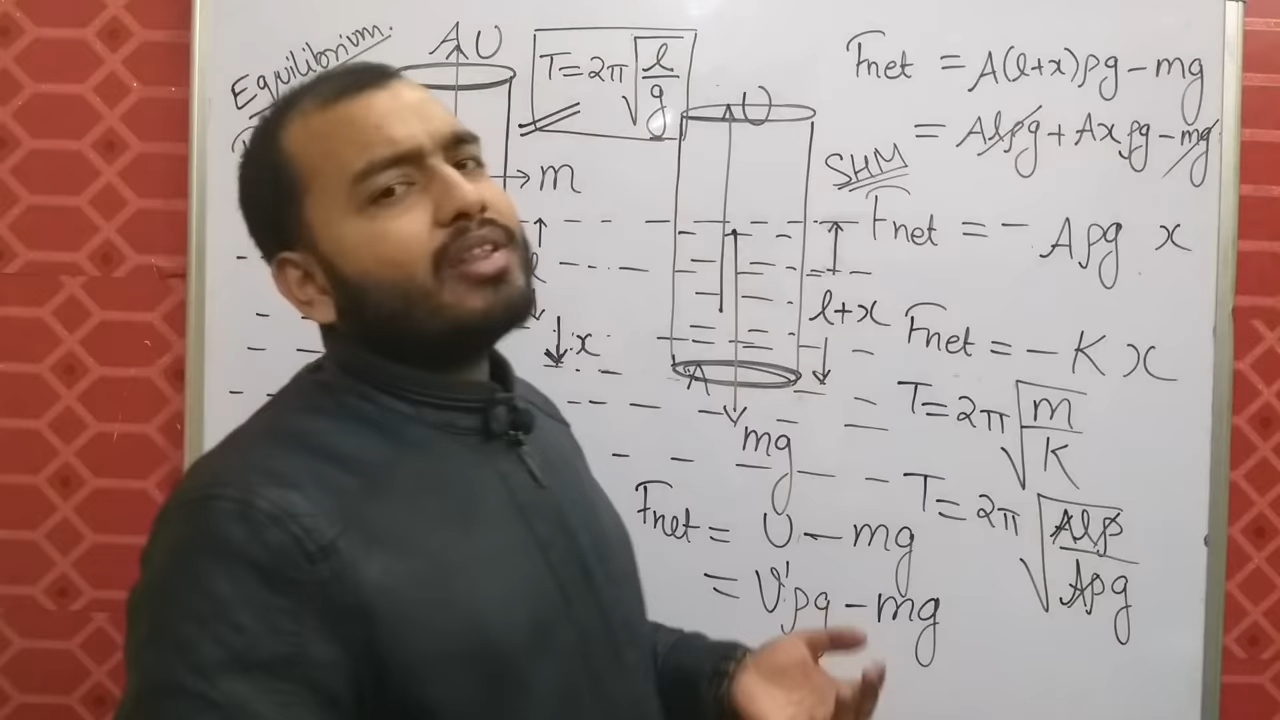 Equilibrium.
A U
m
l
x
T = 2π√(l/g)
U
l+x
A
mg
Fnet = U - mg
= V'ρg - mg
Fnet = A(l+x)ρg - mg
= Alρg + Axρg - mg
SHM
Fnet = - Aρg x
Fnet = - K x
T = 2π√(m/K)
T = 2π√(Alρ/Aρg)